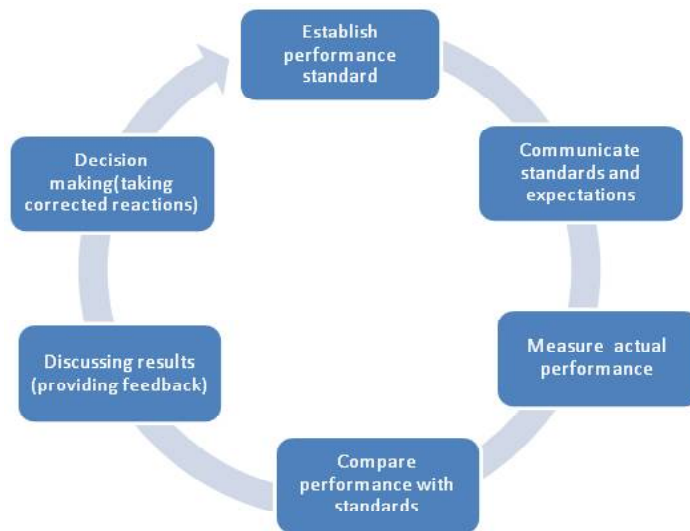 Establish
performance
standard
Communicate
standards and
expectations
Measure actual
performance
Compare
performance with
standards
Discussing results
(providing feedback)
Decision
making(taking
corrected reactions)